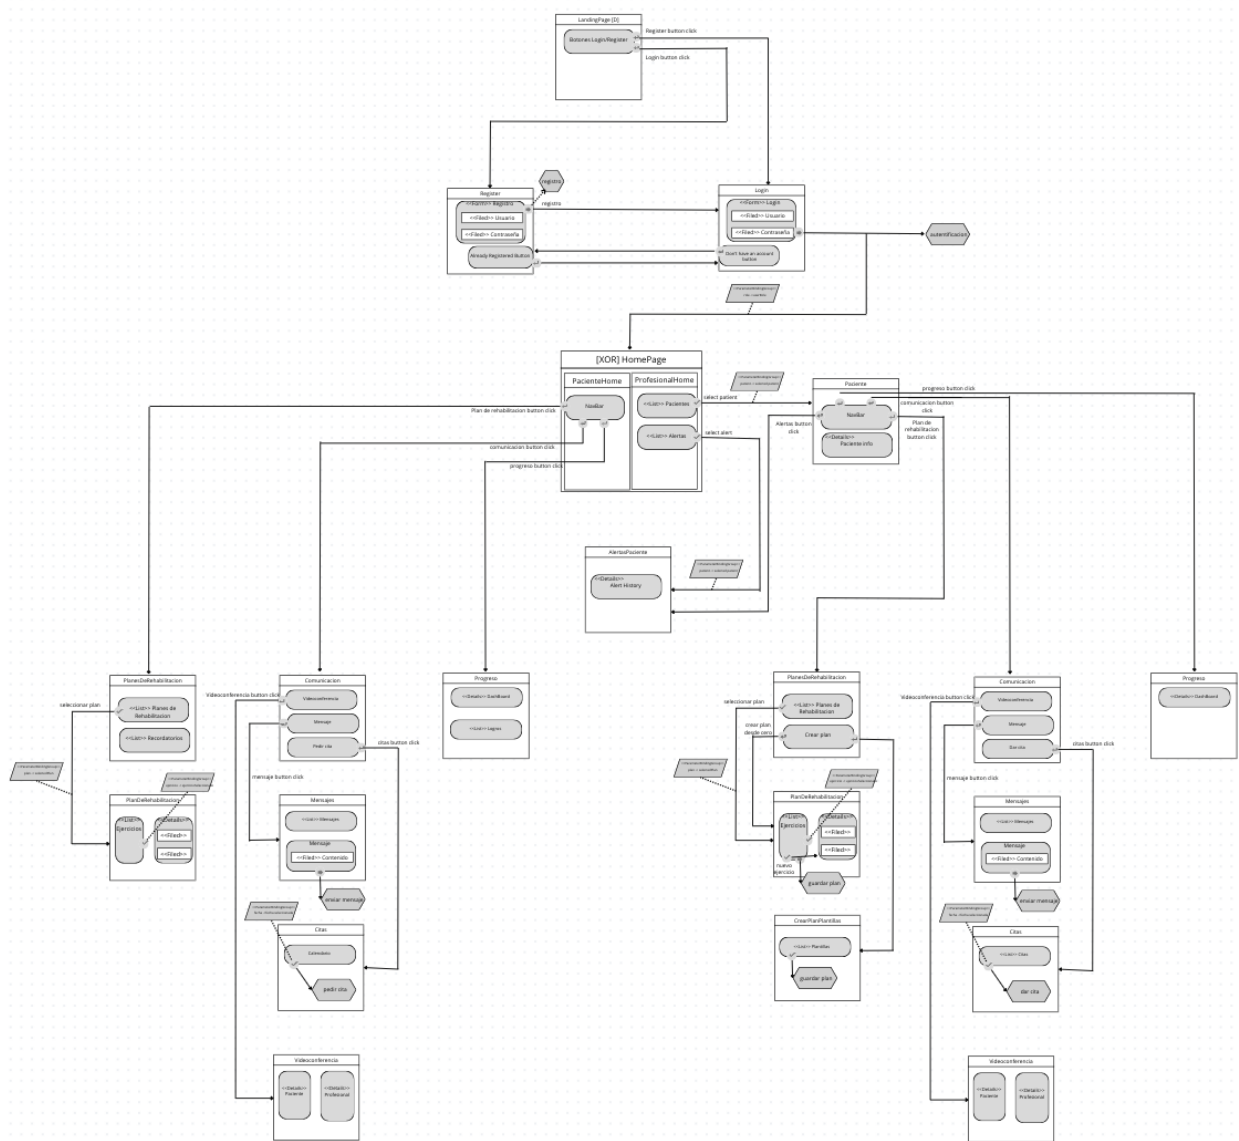 LandingPage [D]
Botones Login/Register
Register button click
Login button click
registro
Register
<<Form>> Registro
<<Filed>> Usuario
<<Filed>> Contraseña
Already Registered Button
registra
Login
<<Form>> Login
<<Filed>> Usuario
<<Filed>> Contraseña
Don't have an account
button
autentificacion
[XOR] HomePage
PacienteHome
NavBar
ProfesionalHome
<<List>> Pacientes
<<List>> Alertas
select patient
select alert
Plan de rehabilitacion button click
comunicacion button click
progreso button click
Paciente
NavBar
<<Details>>
Paciente info
progreso button click
comunicacion button
click
Alertas button
click
Plan de
rehabilitacion
button click
AlertasPaciente
<<Details>>
Alert History
PlanesDeRehabilitacion
<<List>> Planes de
Rehabilitacion
<<List>> Recordatorios
seleccionar plan
PlanDeRehabilitacion
<<List>>
Ejercicios
<<Details>>
<<Filed>>
<<Filed>>
Comunicacion
Videoconferencia
Mensaje
Pedir cita
Videoconferencia button click
citas button click
mensaje button click
Mensajes
<<List>> Mensajes
Mensaje
<<Filed>> Contenido
enviar mensaje
Citas
Calendario
pedir cita
Videoconferencia
<<Details>>
Paciente
<<Details>>
Profesional
Progreso
<<Details>> DashBoard
<<List>> Logros
PlanesDeRehabilitacion
<<List>> Planes de
Rehabilitacion
Crear plan
seleccionar plan
crear plan
desde cero
PlanDeRehabilitacion
<<List>>
Ejercicios
<<Details>>
<<Filed>>
<<Filed>>
nuevo
ejercicio
guardar plan
CrearPlanPlantillas
<<List>> Plantillas
guardar plan
Comunicacion
Videoconferencia
Mensaje
Dar cita
Videoconferencia button click
citas button click
mensaje button click
Mensajes
<<List>> Mensajes
Mensaje
<<Filed>> Contenido
enviar mensaje
Citas
<<List>> Citas
dar cita
Videoconferencia
<<Details>>
Paciente
<<Details>>
Profesional
Progreso
<<Details>> DashBoard